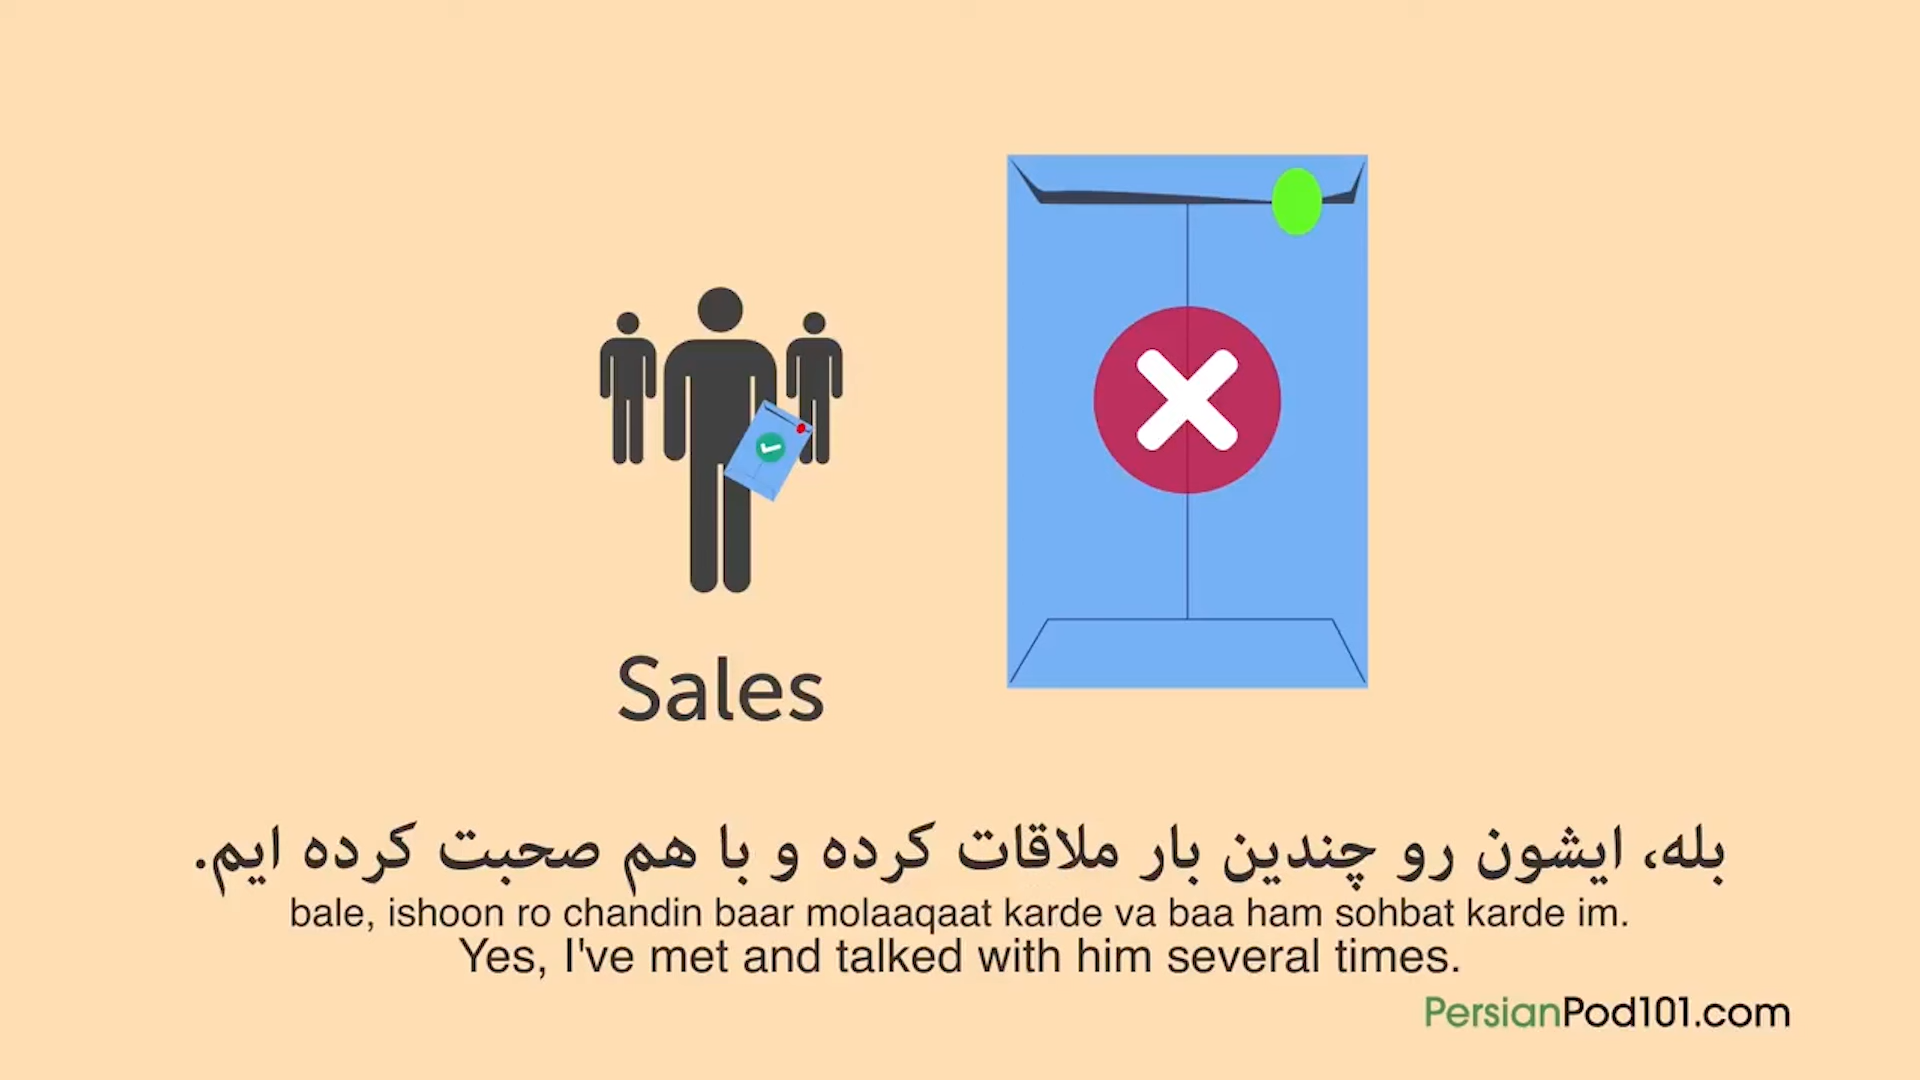 Sales
بله، ایشون رو چندین بار ملاقات کرده و با هم صحبت کرده ایم.
bale, ishoon ro chandin baar molaaqaat karde va baa ham sohbat karde im.
Yes, I've met and talked with him several times.
PersianPod101.com